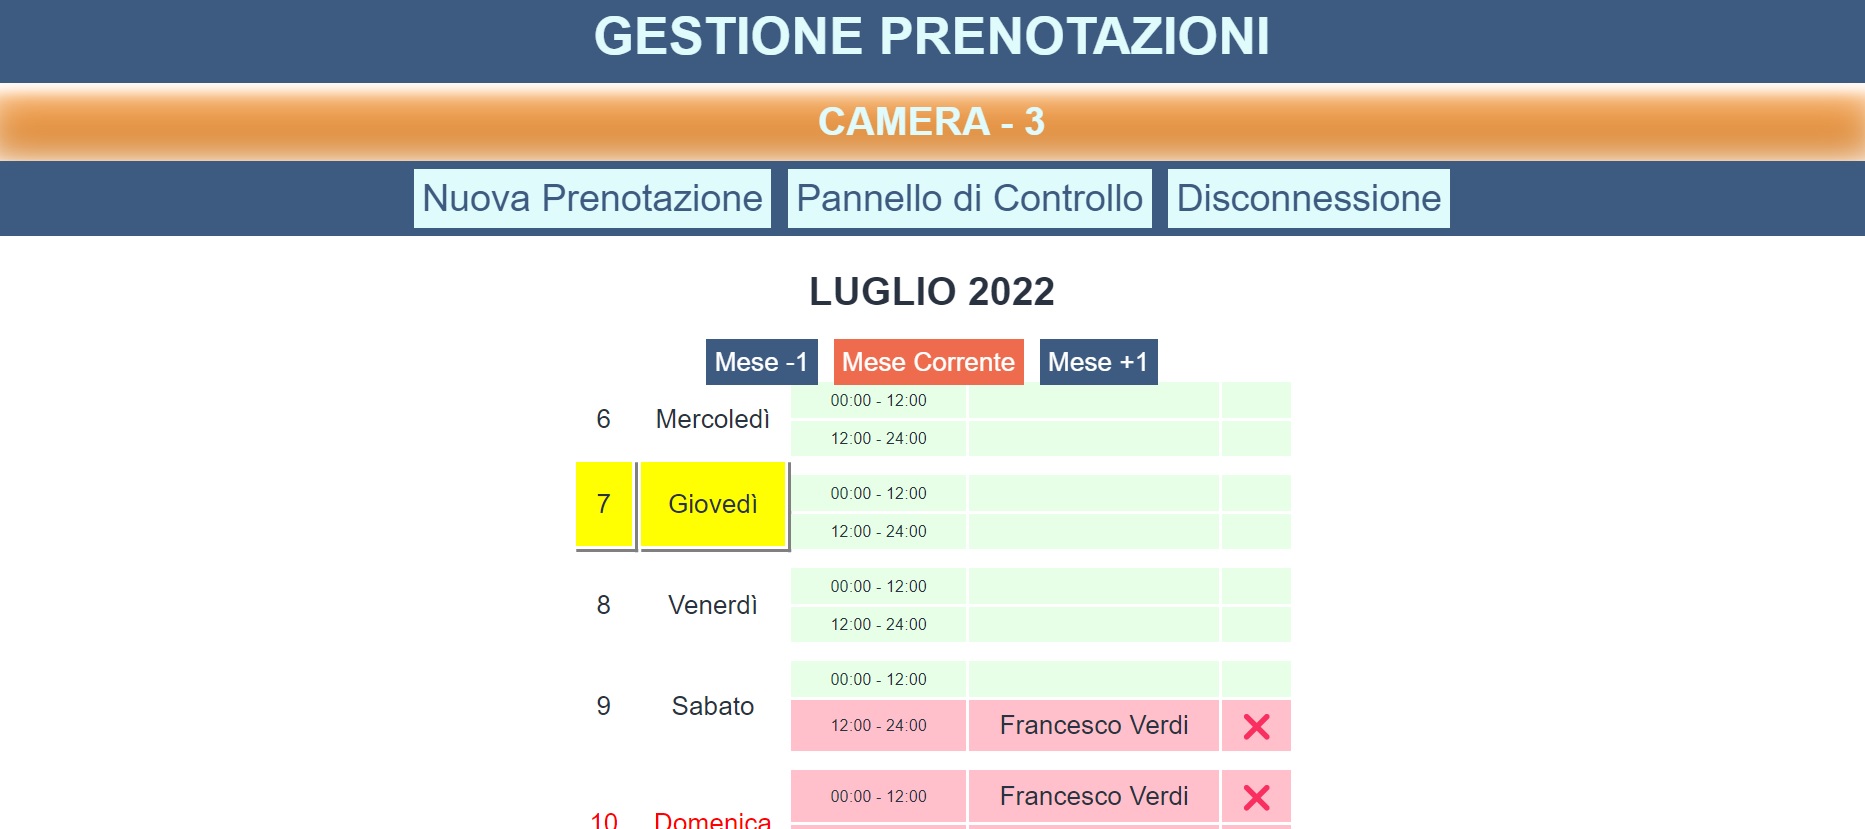 GESTIONE PRENOTAZIONI
CAMERA - 3
Nuova Prenotazione Pannello di Controllo Disconnessione
LUGLIO 2022
Mese -1 Mese Corrente Mese +1
6 Mercoledì 00:00 - 12:00
12:00 - 24:00
7 Giovedì 00:00 - 12:00
12:00 - 24:00
8 Venerdì 00:00 - 12:00
12:00 - 24:00
9 Sabato 00:00 - 12:00
12:00 - 24:00 Francesco Verdi
00:00 - 12:00 Francesco Verdi
10 Domenica